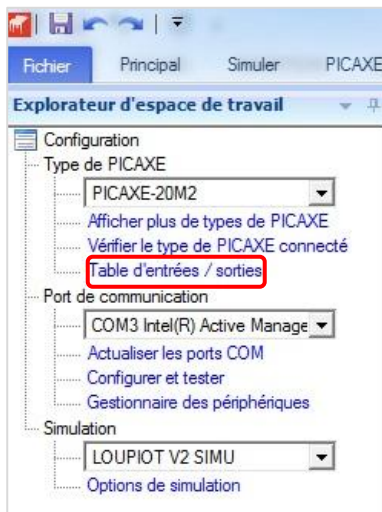 Fichier Principal Simuler PICAXE
Explorateur d'espace de travail
Configuration
Type de PICAXE
PICAXE-20M2
Afficher plus de types de PICAXE
Vérifier le type de PICAXE connecté
Table d'entrées / sorties
Port de communication
COM3 Intel(R) Active Manage
Actualiser les ports COM
Configurer et tester
Gestionnaire des périphériques
Simulation
LOUPIOT V2 SIMU
Options de simulation